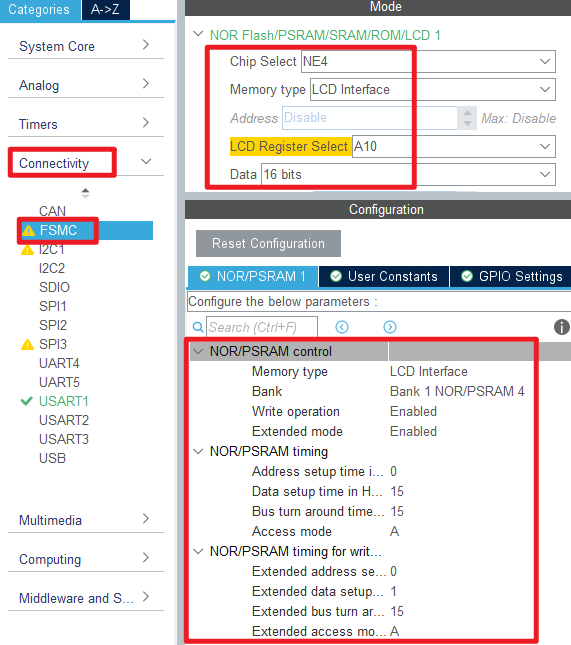 Categories A->Z
System Core
Analog
Timers
Connectivity
CAN
FSMC
I2C1
I2C2
SDIO
SPI1
SPI2
SPI3
UART4
UART5
USART1
USART2
USART3
USB
Multimedia
Computing
Middleware and S...
Mode
NOR Flash/PSRAM/SRAM/ROM/LCD 1
Chip Select NE4
Memory type LCD Interface
Address Disable Max: Disable
LCD Register Select A10
Data 16 bits
Configuration
Reset Configuration
NOR/PSRAM 1 User Constants GPIO Settings
Configure the below parameters :
Search (Ctrl+F)
NOR/PSRAM control
Memory type LCD Interface
Bank Bank 1 NOR/PSRAM 4
Write operation Enabled
Extended mode Enabled
NOR/PSRAM timing
Address setup time i... 0
Data setup time in H... 15
Bus turn around time... 15
Access mode A
NOR/PSRAM timing for writ...
Extended address se... 0
Extended data setup... 1
Extended bus turn ar... 15
Extended access mo... A